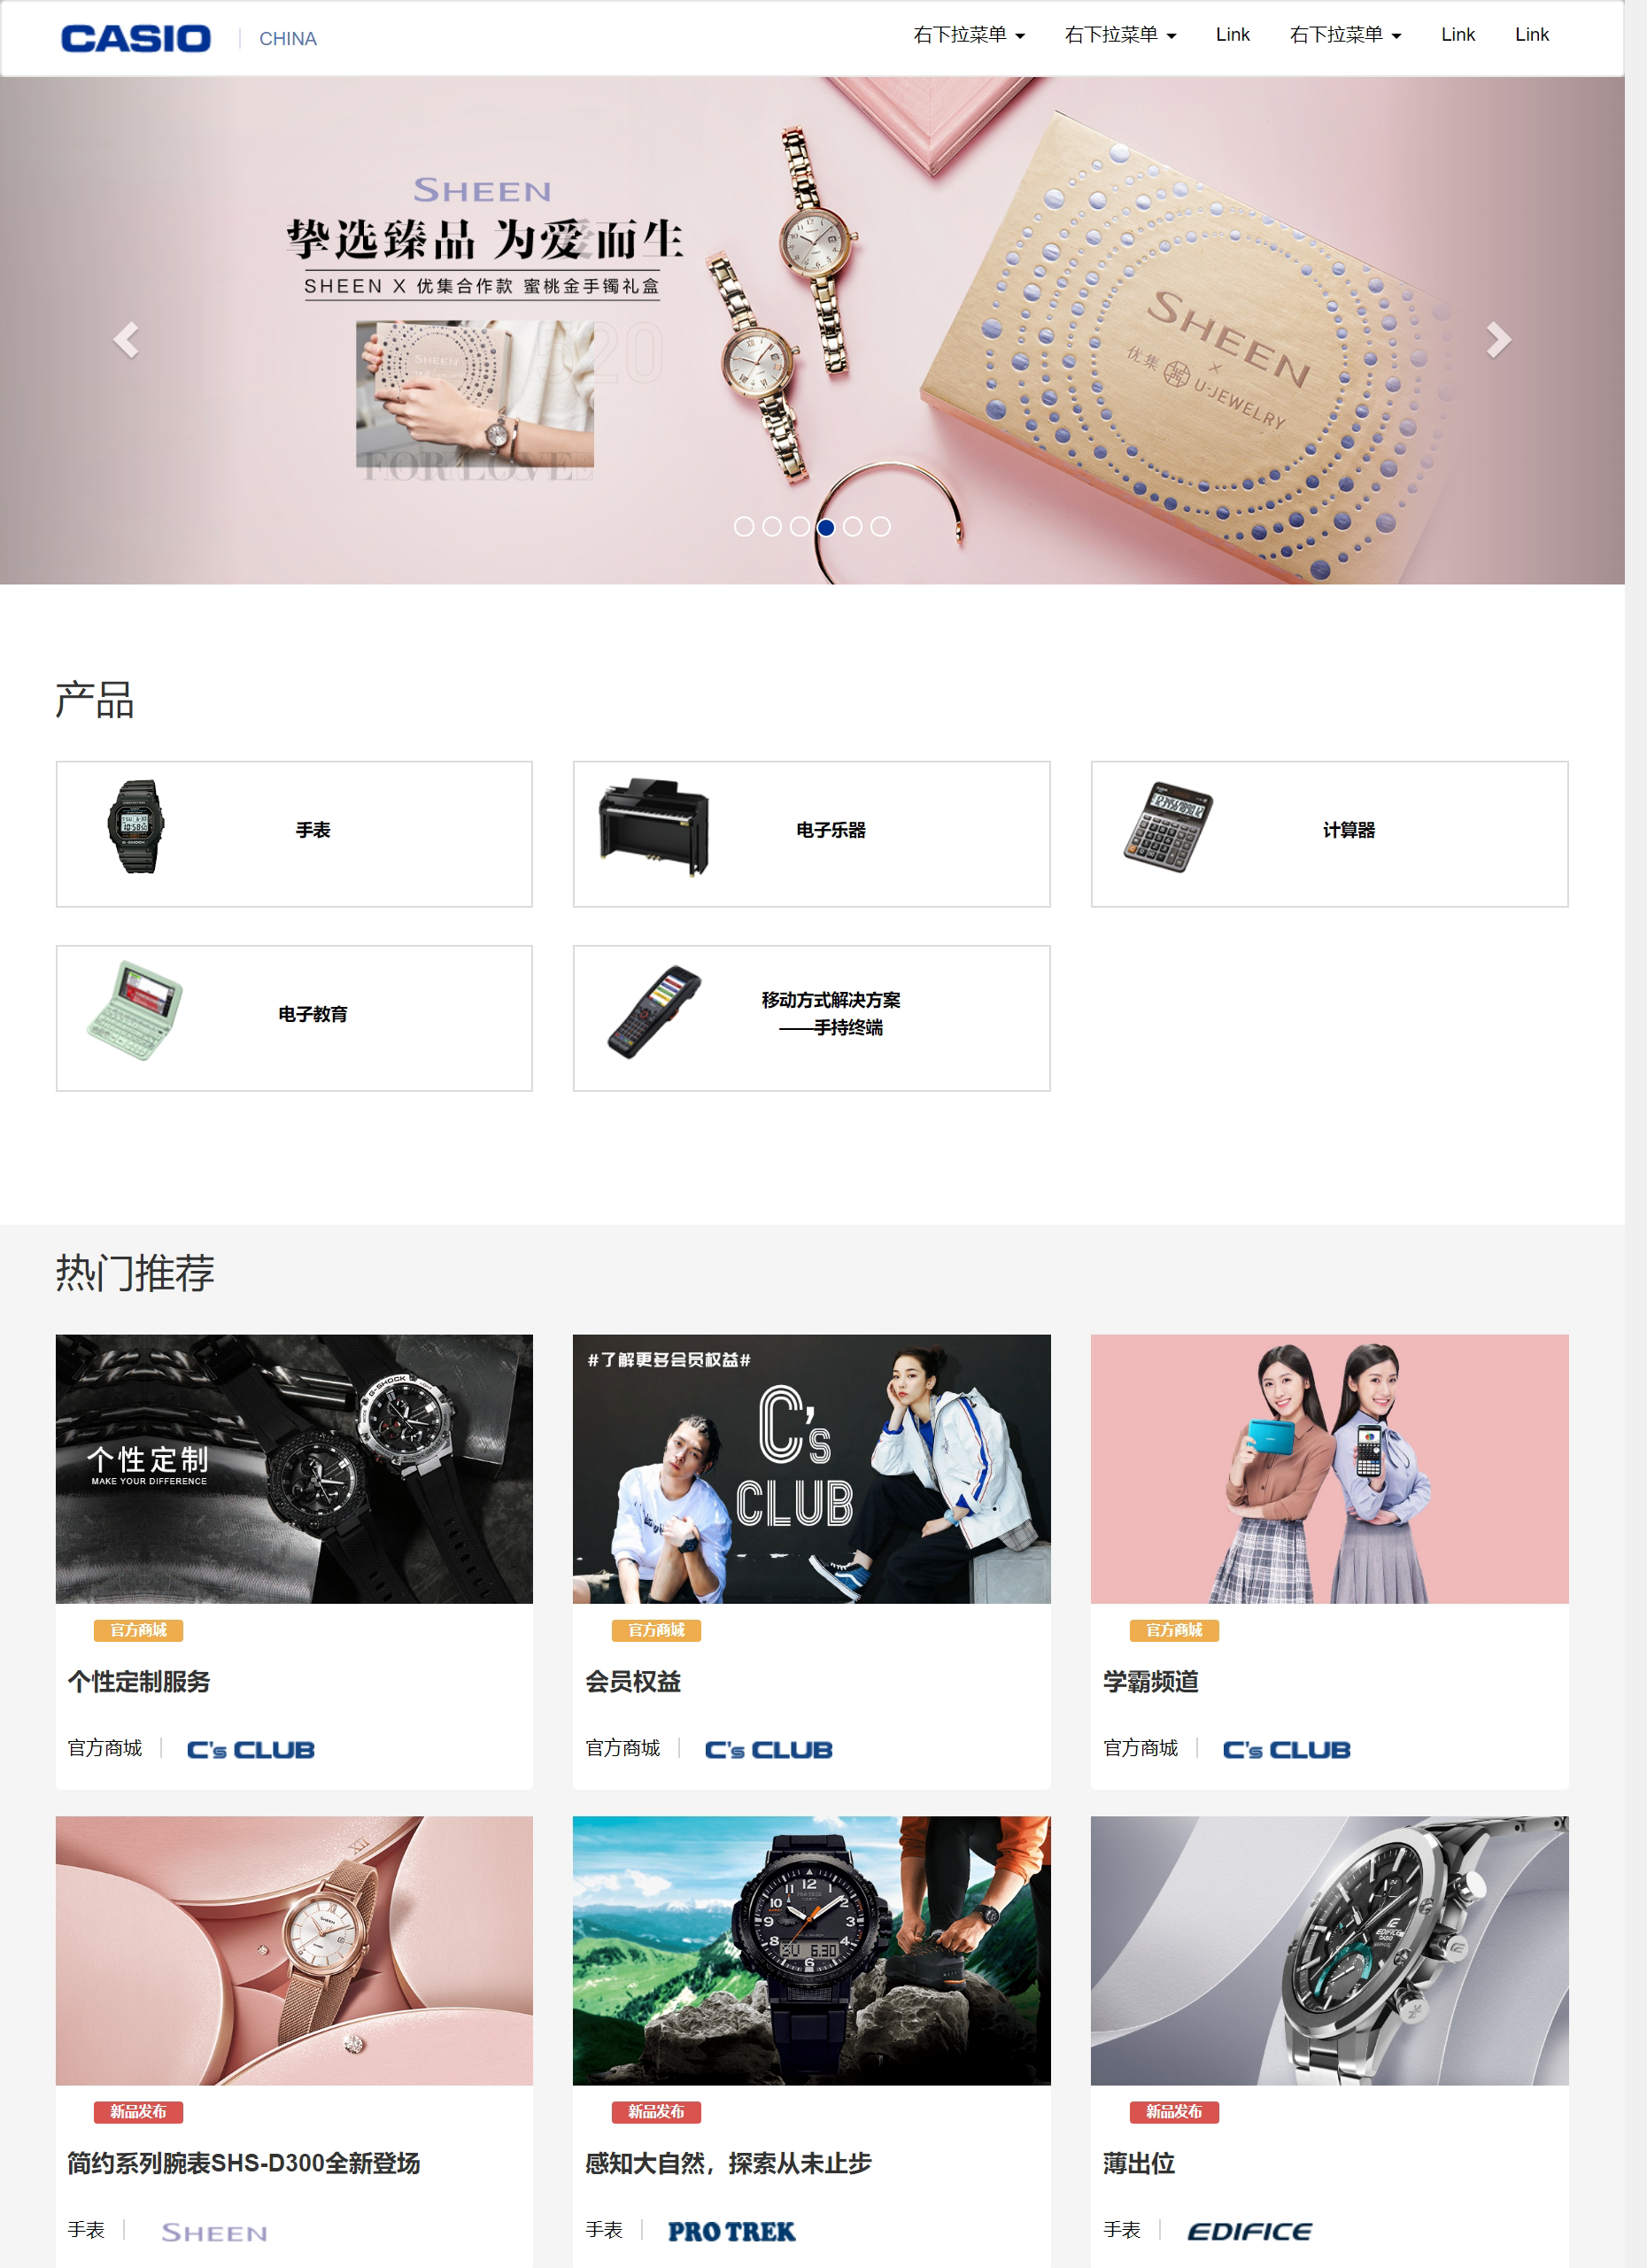 CASIO CHINA 右下拉菜单 右下拉菜单 Link 右下拉菜单 Link Link
SHEEN
挚选臻品 为爱而生
SHEEN X 优集合作款 蜜桃金手镯礼盒
520
FOR LOVE
SHEEN
×
优集 U-JEWELRY
产品
手表 电子乐器 计算器
电子教育
移动方式解决方案
——手持终端
热门推荐
个性定制
MAKE YOUR DIFFERENCE
#了解更多会员权益#
C's
CLUB
官方商城 官方商城 官方商城
个性定制服务 会员权益 学霸频道
官方商城 C's CLUB 官方商城 C's CLUB 官方商城 C's CLUB
新品发布 新品发布 新品发布
简约系列腕表SHS-D300全新登场 感知大自然，探索从未止步 薄出位
手表 SHEEN 手表 PRO TREK 手表 EDIFICE